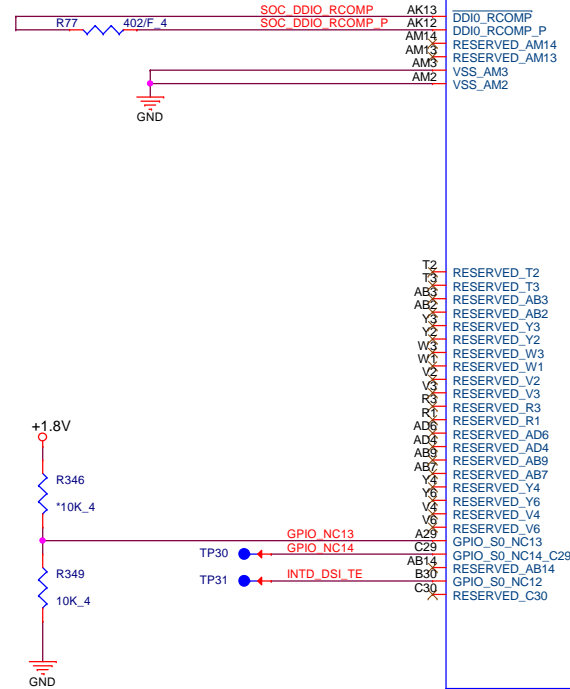 SOC_DDIO_RCOMP AK13 DDI0_RCOMP
R77 402/F_4 SOC_DDIO_RCOMP_P AK12 DDI0_RCOMP_P
AM14 RESERVED_AM14
AM13 RESERVED_AM13
AM3 VSS_AM3
AM2 VSS_AM2
GND
T2 RESERVED_T2
T3 RESERVED_T3
AB3 RESERVED_AB3
AB2 RESERVED_AB2
Y3 RESERVED_Y3
Y2 RESERVED_Y2
W3 RESERVED_W3
W1 RESERVED_W1
V2 RESERVED_V2
V3 RESERVED_V3
R3 RESERVED_R3
R1 RESERVED_R1
AD6 RESERVED_AD6
AD4 RESERVED_AD4
AB9 RESERVED_AB9
AB7 RESERVED_AB7
Y4 RESERVED_Y4
Y6 RESERVED_Y6
V4 RESERVED_V4
V6 RESERVED_V6
+1.8V
R346
*10K_4
GPIO_NC13 A29 GPIO_S0_NC13
TP30 GPIO_NC14 C29 GPIO_S0_NC14_C29
AB14 RESERVED_AB14
TP31 INTD_DSI_TE B30 GPIO_S0_NC12
C30 RESERVED_C30
R349
10K_4
GND